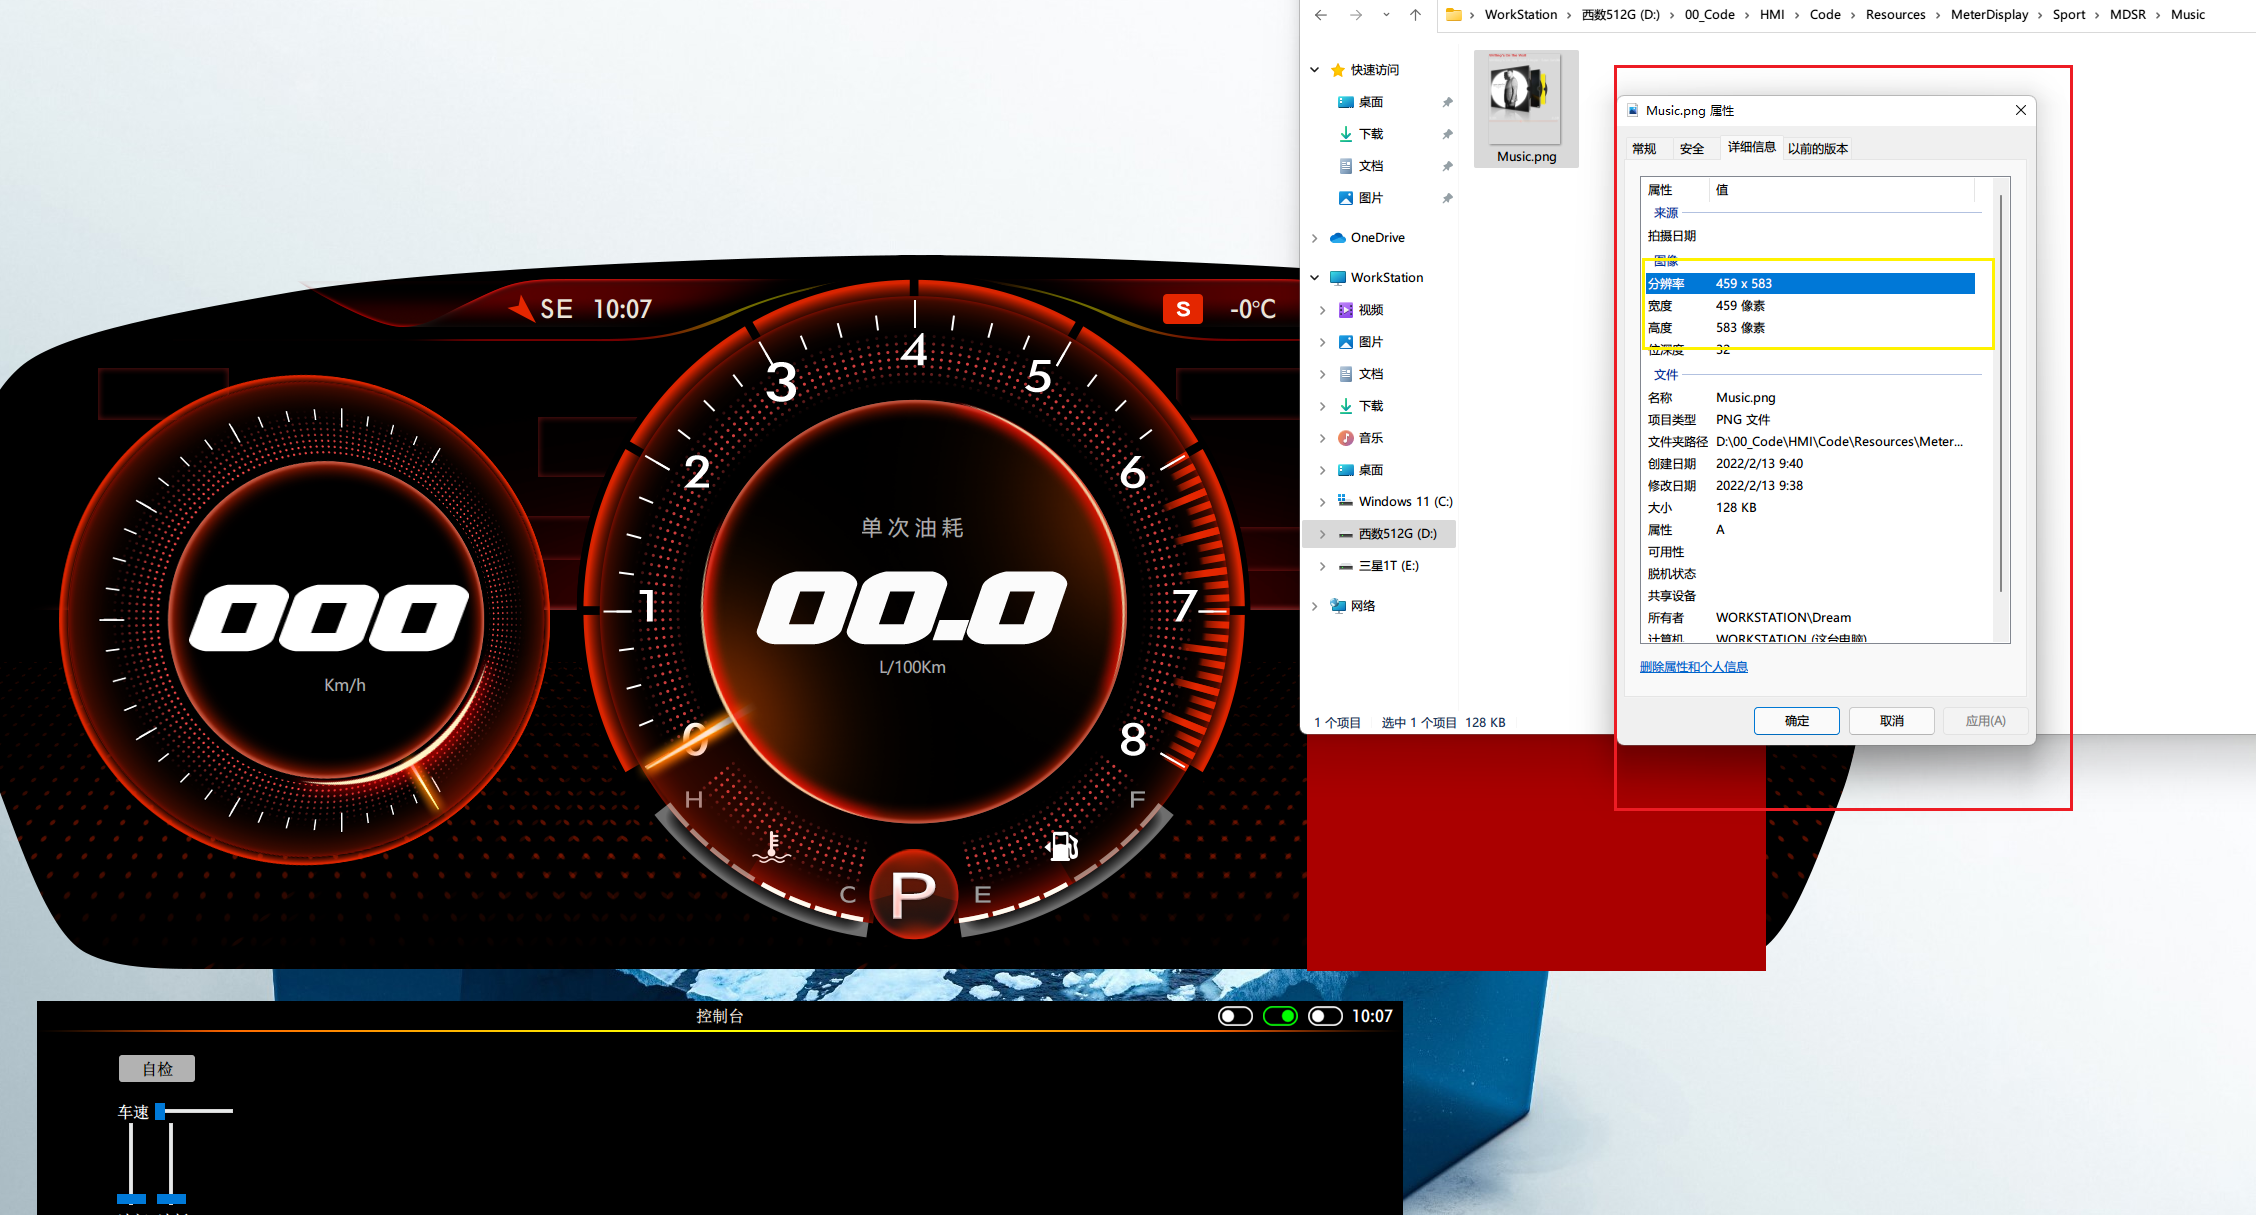 WorkStation › 西数512G (D:) › 00_Code › HMI › Code › Resources › MeterDisplay › Sport › MDSR › Music
快速访问
桌面
下载
文档
图片
OneDrive
WorkStation
视频
图片
文档
下载
音乐
桌面
Windows 11 (C:)
西数512G (D:)
三星1T (E:)
网络
Music.png
1 个项目 选中 1 个项目 128 KB
Music.png 属性
常规 安全 详细信息 以前的版本
属性 值
来源
拍摄日期
图像
分辨率 459 x 583
宽度 459 像素
高度 583 像素
位深度 32
文件
名称 Music.png
项目类型 PNG 文件
文件夹路径 D:\00_Code\HMI\Code\Resources\Meter...
创建日期 2022/2/13 9:40
修改日期 2022/2/13 9:38
大小 128 KB
属性 A
可用性
脱机状态
共享设备
所有者 WORKSTATION\Dream
计算机 WORKSTATION (这台电脑)
删除属性和个人信息
确定 取消 应用(A)
SE 10:07
S -0°C
000
Km/h
0
1
2
3
4
5
6
7
8
单次油耗
00.0
L/100Km
H F
C P E
控制台 10:07
自检
车速